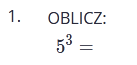 1. OBLICZ:
5³ =